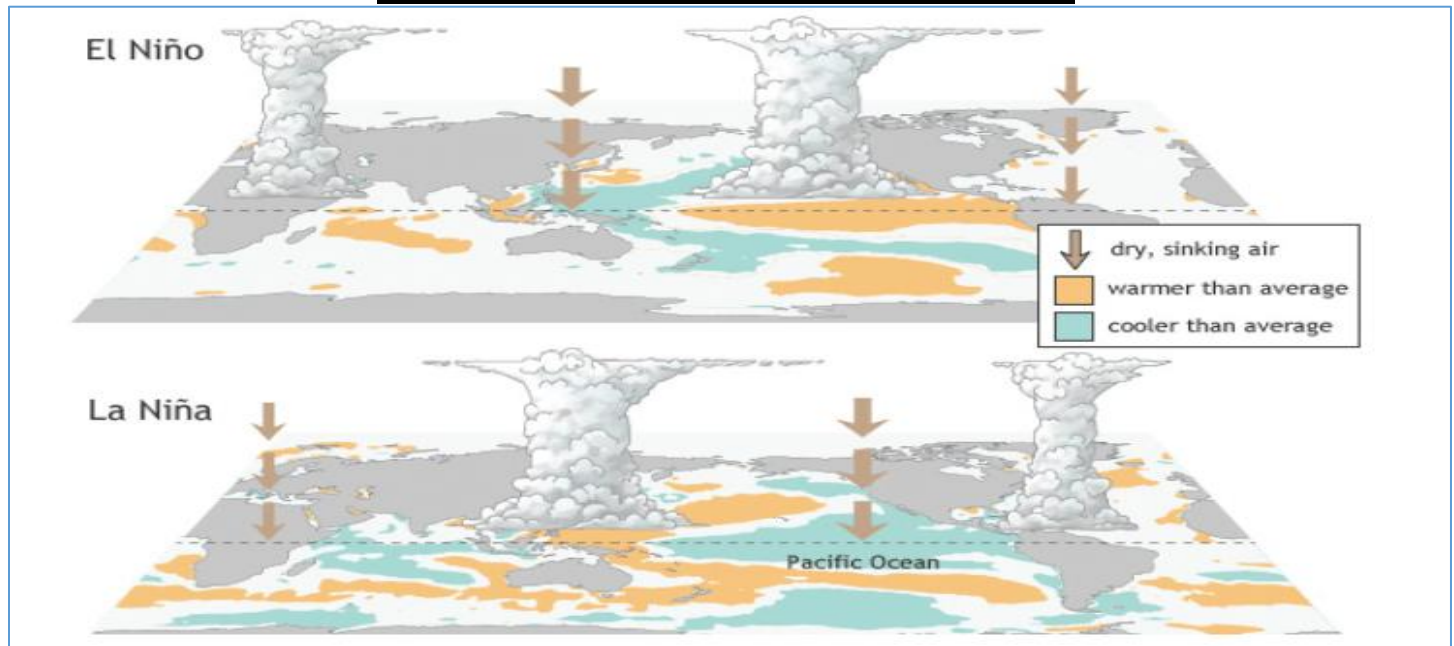 El Niño
dry, sinking air
warmer than average
cooler than average
La Niña
Pacific Ocean